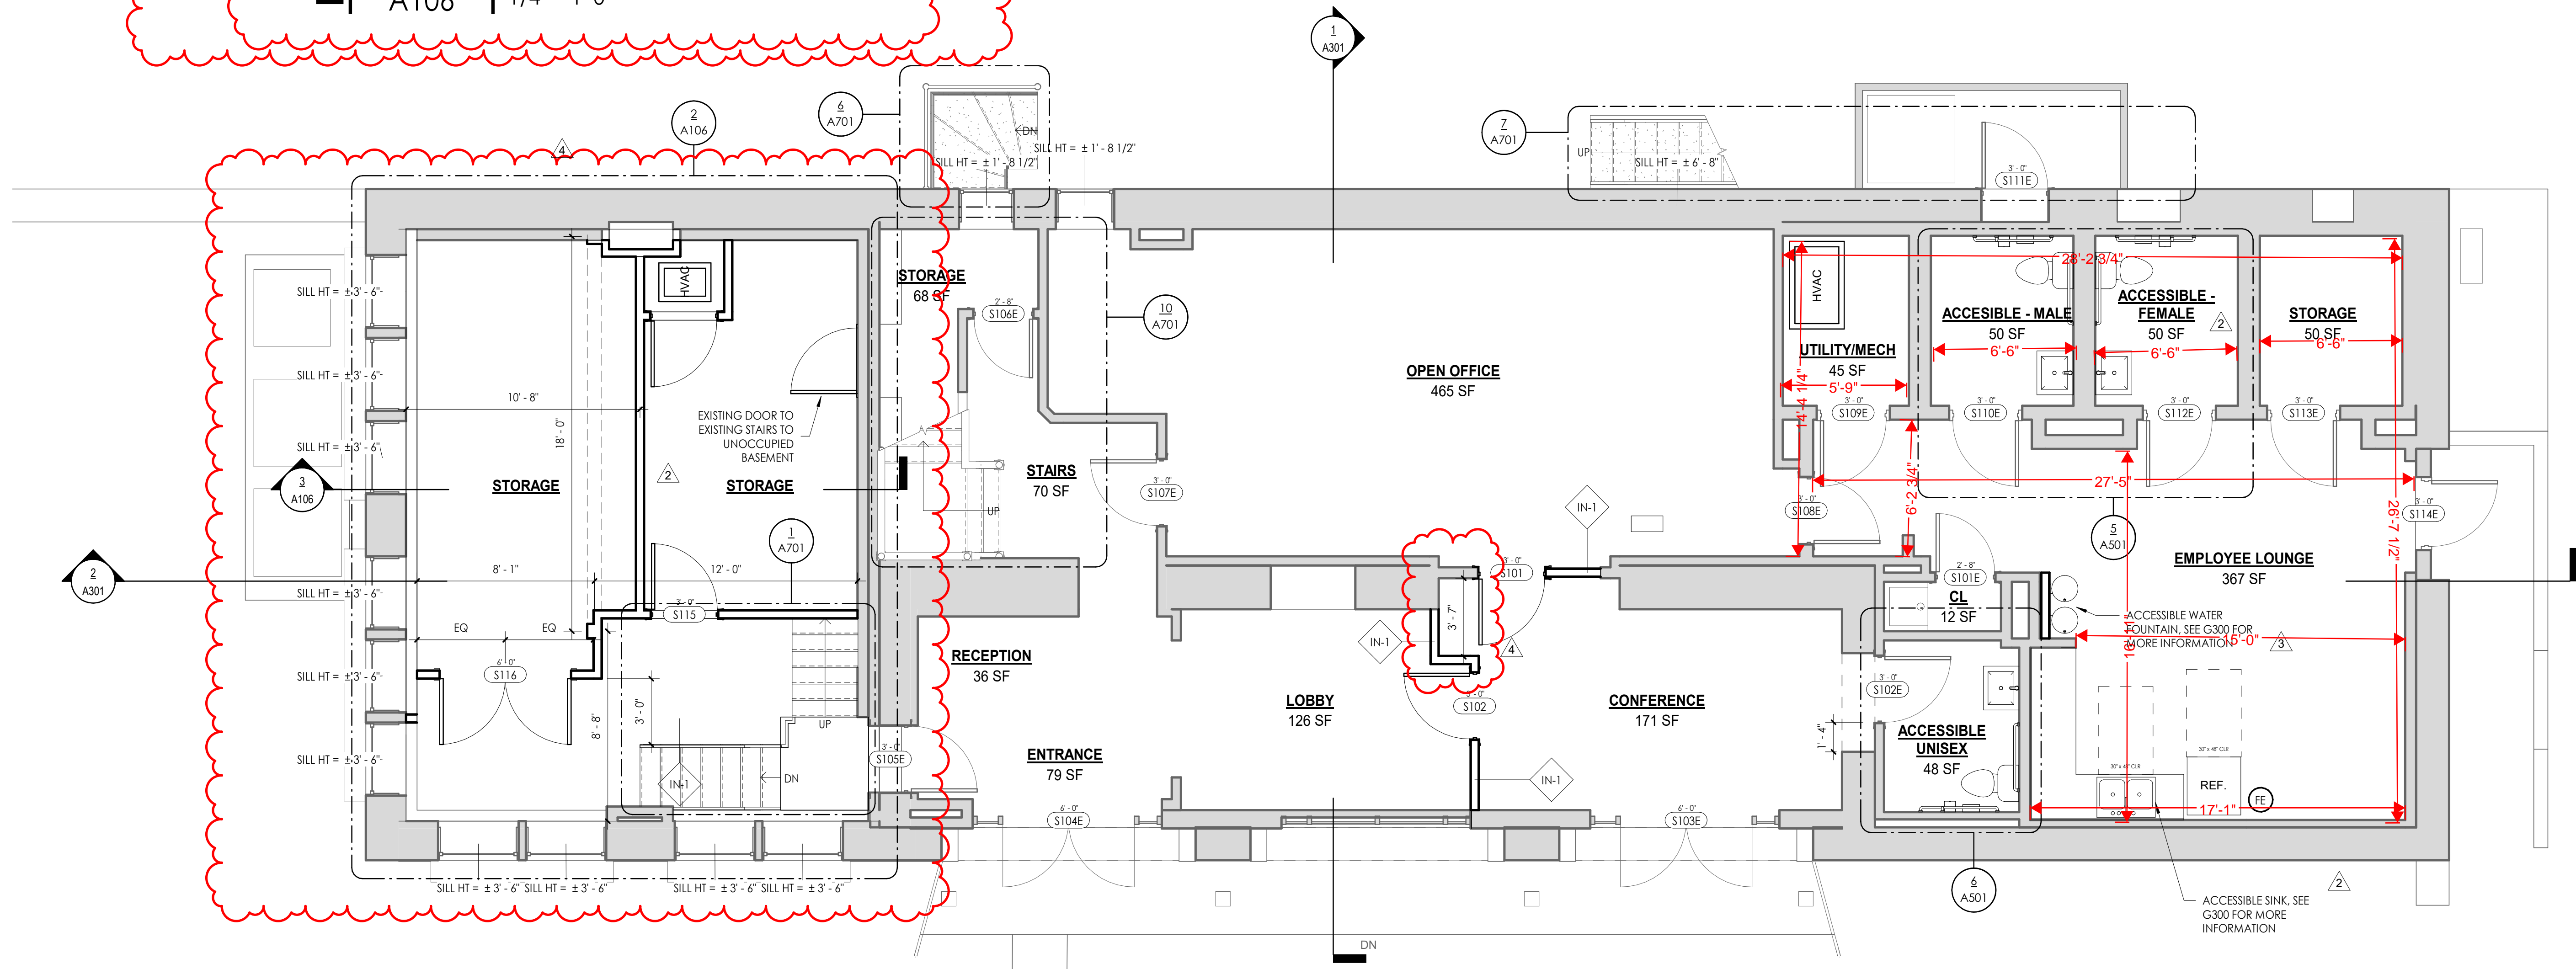 A106
1/4" 1'-0"
1
A301
2
A106
6
A701
7
A701
4
DN
SILL HT = ± 1' - 8 1/2"
SILL HT = ± 1' - 8 1/2"
UP
SILL HT = ± 6' - 8"
3' - 0"
S111E
SILL HT = ± 3' - 6"
SILL HT = ± 3' - 6"
SILL HT = ± 3' - 6"
SILL HT = ± 3' - 6"
SILL HT = ± 3' - 6"
SILL HT = ± 3' - 6"
HVAC
STORAGE
68 SF
2' - 8"
S106E
10
A701
OPEN OFFICE
465 SF
HVAC
UTILITY/MECH
45 SF
5'-9"
14'-4 1/4"
28'-2 3/4"
ACCESIBLE - MALE
50 SF
6'-6"
ACCESSIBLE -
FEMALE
50 SF
6'-6"
2
STORAGE
50 SF
6'-6"
10' - 8"
18' - 0"
EXISTING DOOR TO
EXISTING STAIRS TO
UNOCCUPIED
BASEMENT
3' - 0"
S109E
3' - 0"
S110E
3' - 0"
S112E
3' - 0"
S113E
3
A106
STORAGE
2
STORAGE
STAIRS
70 SF
UP
3' - 0"
S107E
IN-1
3' - 0"
S108E
6'-2 3/4"
27'-5"
26'-7 1/2"
3' - 0"
S114E
1
A701
5
A501
2
A301
8' - 1"
12' - 0"
3' - 0"
S101
3' - 7"
IN-1
4
2' - 8"
S101E
CL
12 SF
EMPLOYEE LOUNGE
367 SF
ACCESSIBLE WATER
FOUNTAIN, SEE G300 FOR
MORE INFORMATION
15'-0"
3
3' - 0"
S115
EQ
EQ
6' - 0"
S116
3' - 0"
8' - 8"
UP
DN
IN-1
RECEPTION
36 SF
3' - 0"
S105E
ENTRANCE
79 SF
LOBBY
126 SF
3' - 0"
S102
CONFERENCE
171 SF
IN-1
1' - 4"
3' - 0"
S102E
ACCESSIBLE
UNISEX
48 SF
30" x 48" CLR
30" x 48" CLR
REF.
FE
17'-1"
6' - 0"
S104E
6' - 0"
S103E
SILL HT = ± 3' - 6"
SILL HT = ± 3' - 6"
SILL HT = ± 3' - 6"
SILL HT = ± 3' - 6"
6
A501
2
ACCESSIBLE SINK, SEE
G300 FOR MORE
INFORMATION
DN